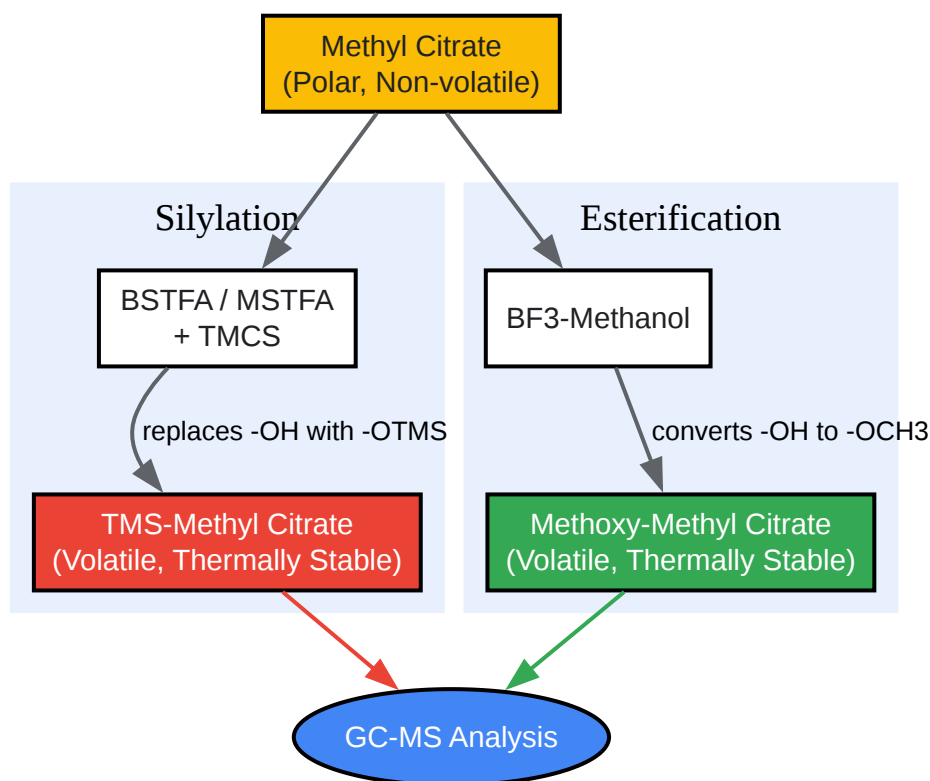 Methyl Citrate
(Polar, Non-volatile)
Silylation
Esterification
BSTFA / MSTFA
+ TMCS
BF3-Methanol
replaces -OH with -OTMS
converts -OH to -OCH3
TMS-Methyl Citrate
(Volatile, Thermally Stable)
Methoxy-Methyl Citrate
(Volatile, Thermally Stable)
GC-MS Analysis